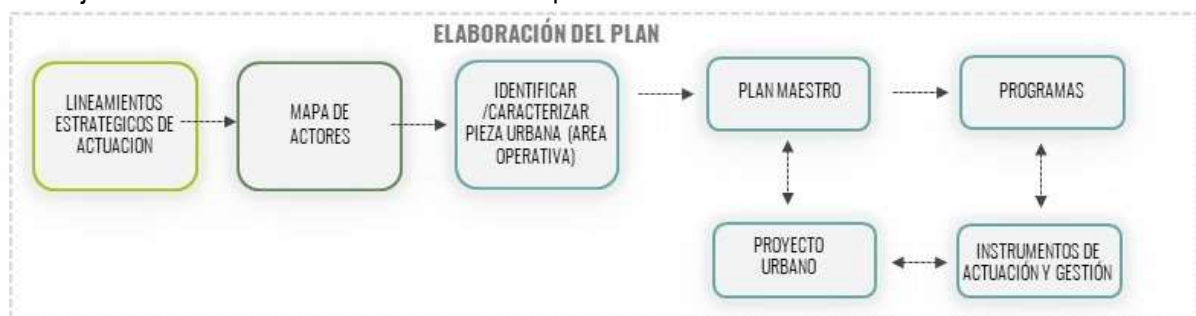 ELABORACIÓN DEL PLAN
LINEAMIENTOS
ESTRATEGICOS DE
ACTUACION
MAPA DE
ACTORES
IDENTIFICAR
/CARACTERIZAR
PIEZA URBANA (AREA
OPERATIVA)
PLAN MAESTRO
PROGRAMAS
PROYECTO
URBANO
INSTRUMENTOS DE
ACTUACIÓN Y GESTIÓN